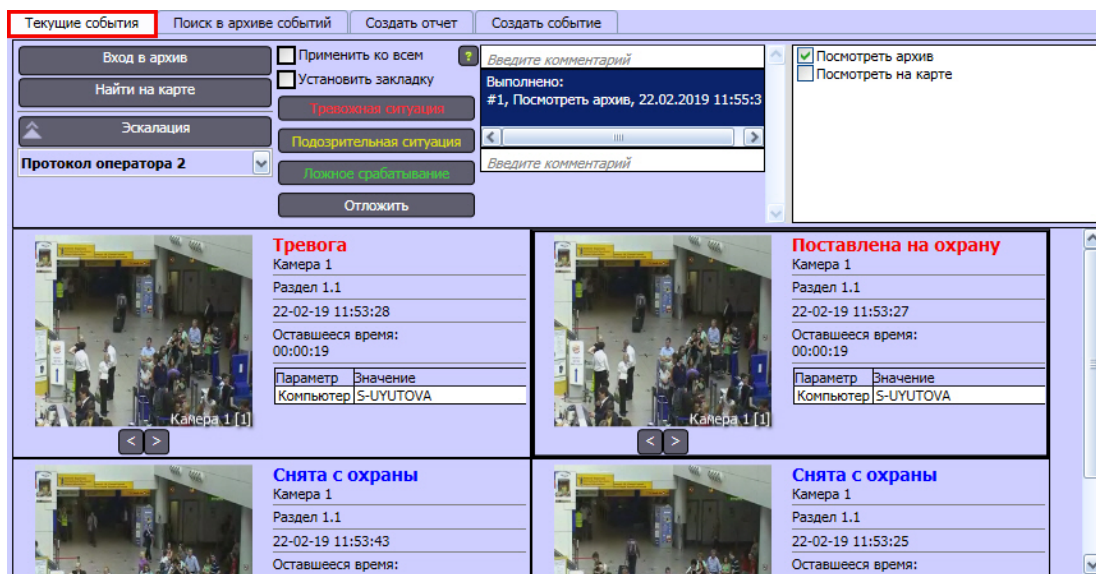 Текущие события
Поиск в архиве событий
Создать отчет
Создать событие
Вход в архив
Найти на карте
Эскалация
Протокол оператора 2
Применить ко всем
?
Установить закладку
Тревожная ситуация
Подозрительная ситуация
Ложное срабатывание
Отложить
Введите комментарий
Выполнено:
#1, Посмотреть архив, 22.02.2019 11:55:3
Введите комментарий
Посмотреть архив
Посмотреть на карте
Тревога
Камера 1
Раздел 1.1
22-02-19 11:53:28
Оставшееся время:
00:00:19
Параметр Значение
Компьютер S-UYUTOVA
Камера 1 [1]
< >
Поставлена на охрану
Камера 1
Раздел 1.1
22-02-19 11:53:27
Оставшееся время:
00:00:19
Параметр Значение
Компьютер S-UYUTOVA
Камера 1 [1]
< >
Снята с охраны
Камера 1
Раздел 1.1
22-02-19 11:53:43
Оставшееся время:
Снята с охраны
Камера 1
Раздел 1.1
22-02-19 11:53:25
Оставшееся время: